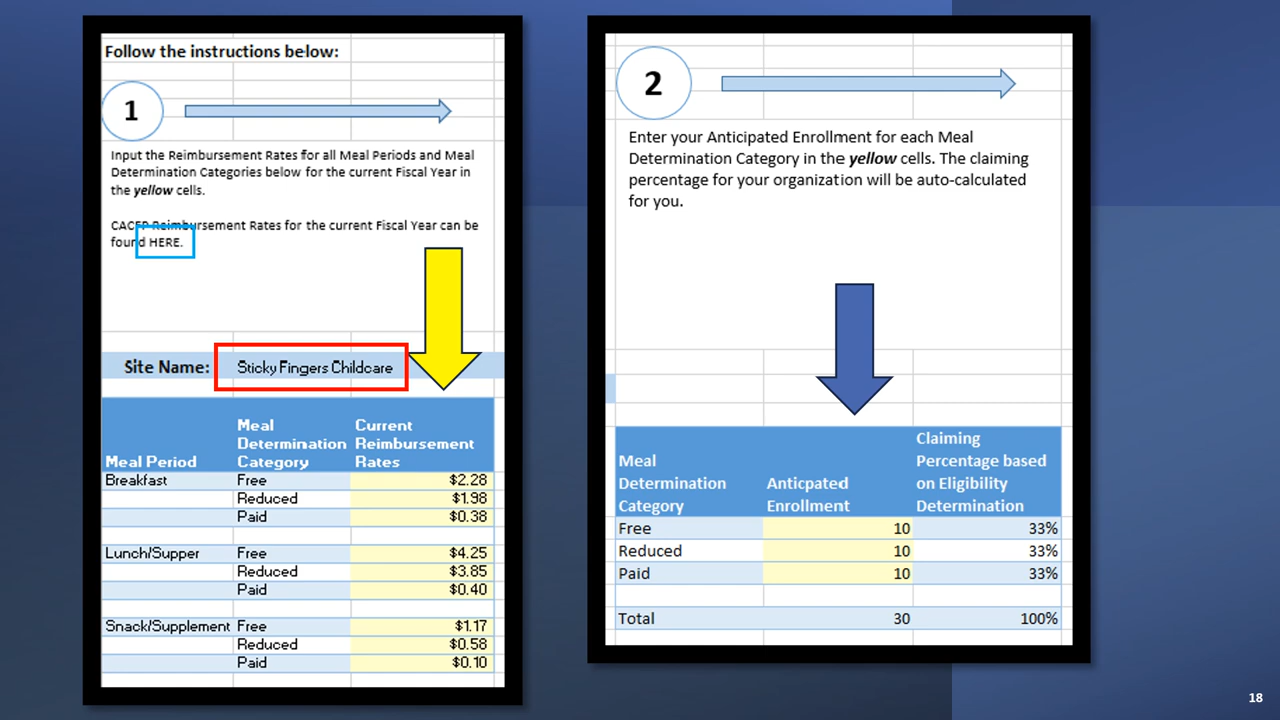 Follow the instructions below:
1
Input the Reimbursement Rates for all Meal Periods and Meal
Determination Categories below for the current Fiscal Year in
the yellow cells.
CACFP Reimbursement Rates for the current Fiscal Year can be
found HERE.
Site Name: Sticky Fingers Childcare
Meal Period Meal Determination Category Current Reimbursement Rates
Breakfast Free $2.28
Reduced $1.98
Paid $0.38
Lunch/Supper Free $4.25
Reduced $3.85
Paid $0.40
Snack/Supplement Free $1.17
Reduced $0.58
Paid $0.10
2
Enter your Anticipated Enrollment for each Meal
Determination Category in the yellow cells. The claiming
percentage for your organization will be auto-calculated
for you.
Meal Determination Category Anticpated Enrollment Claiming Percentage based on Eligibility Determination
Free 10 33%
Reduced 10 33%
Paid 10 33%
Total 30 100%
18